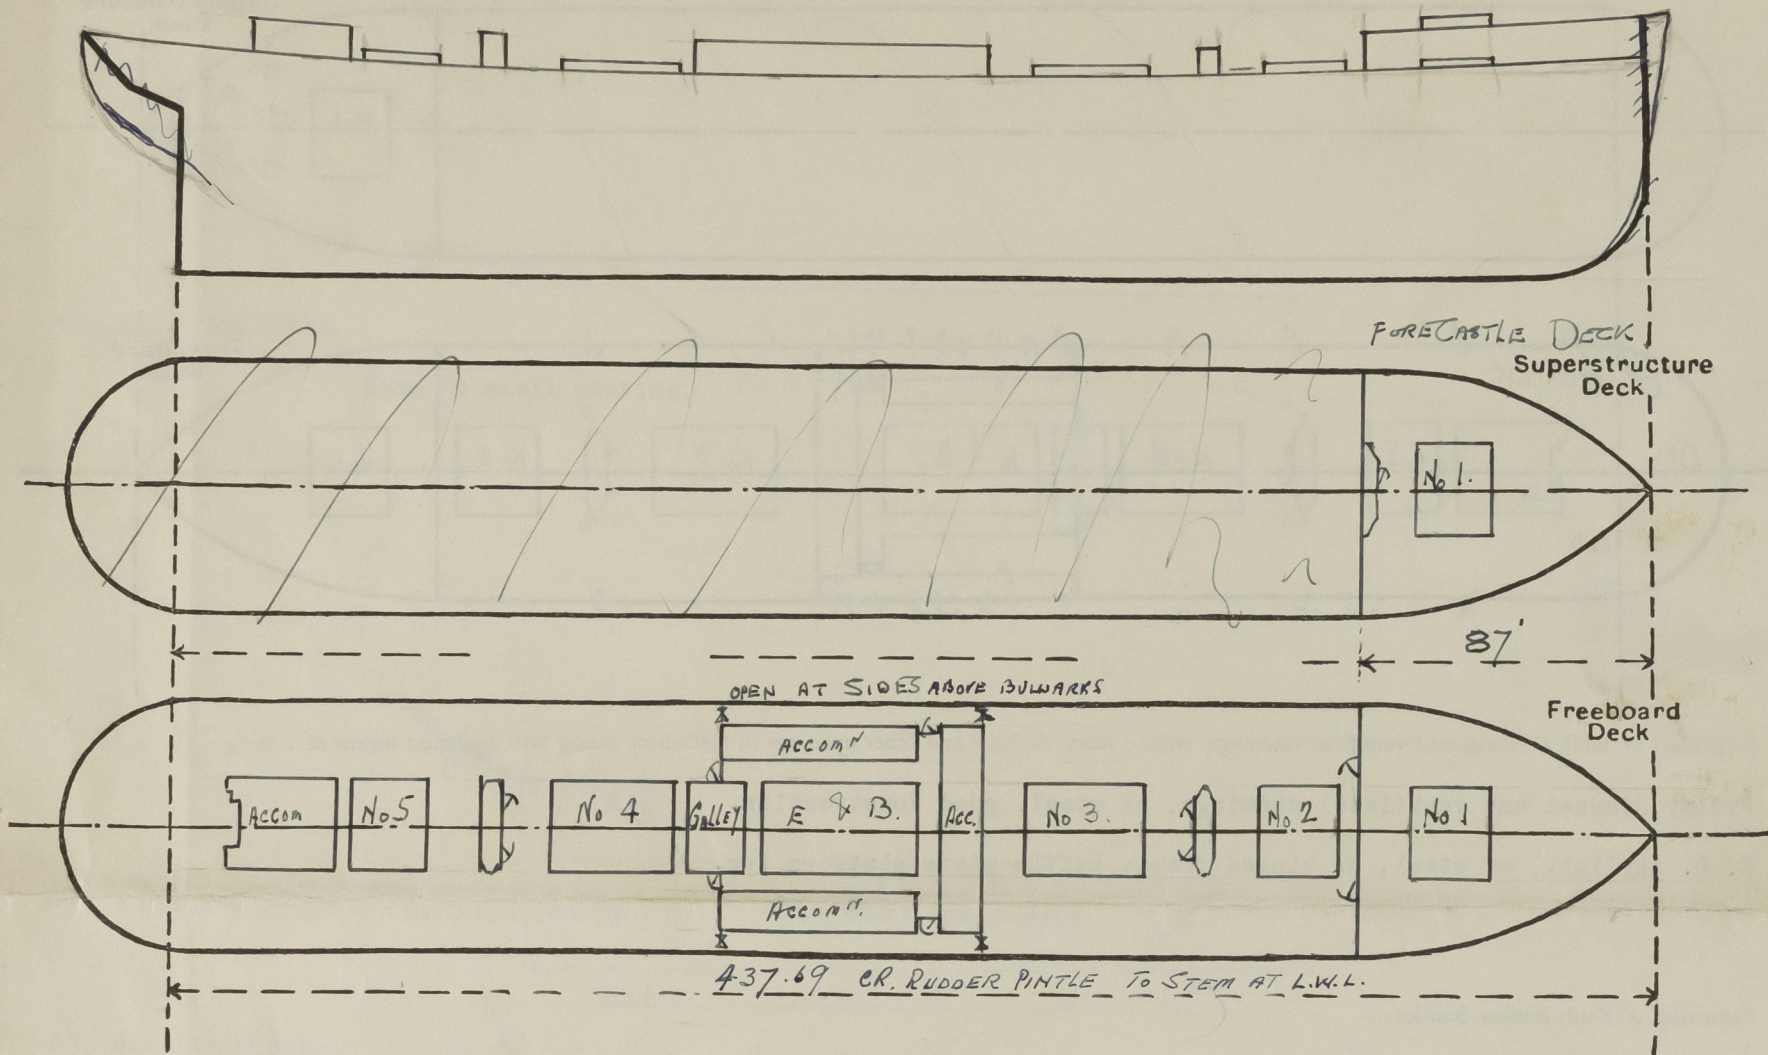 FORECASTLE DECK
Superstructure
Deck
No 1.
87'
OPEN AT SIDES ABOVE BULWARKS
Freeboard
Deck
ACCOMN
Accom
No 5
No 4
GALLEY
E & B.
Acc.
No 3.
No 2
No 1
ACCOMN.
437.69 CR. RUDDER PINTLE TO STEM AT L.W.L.